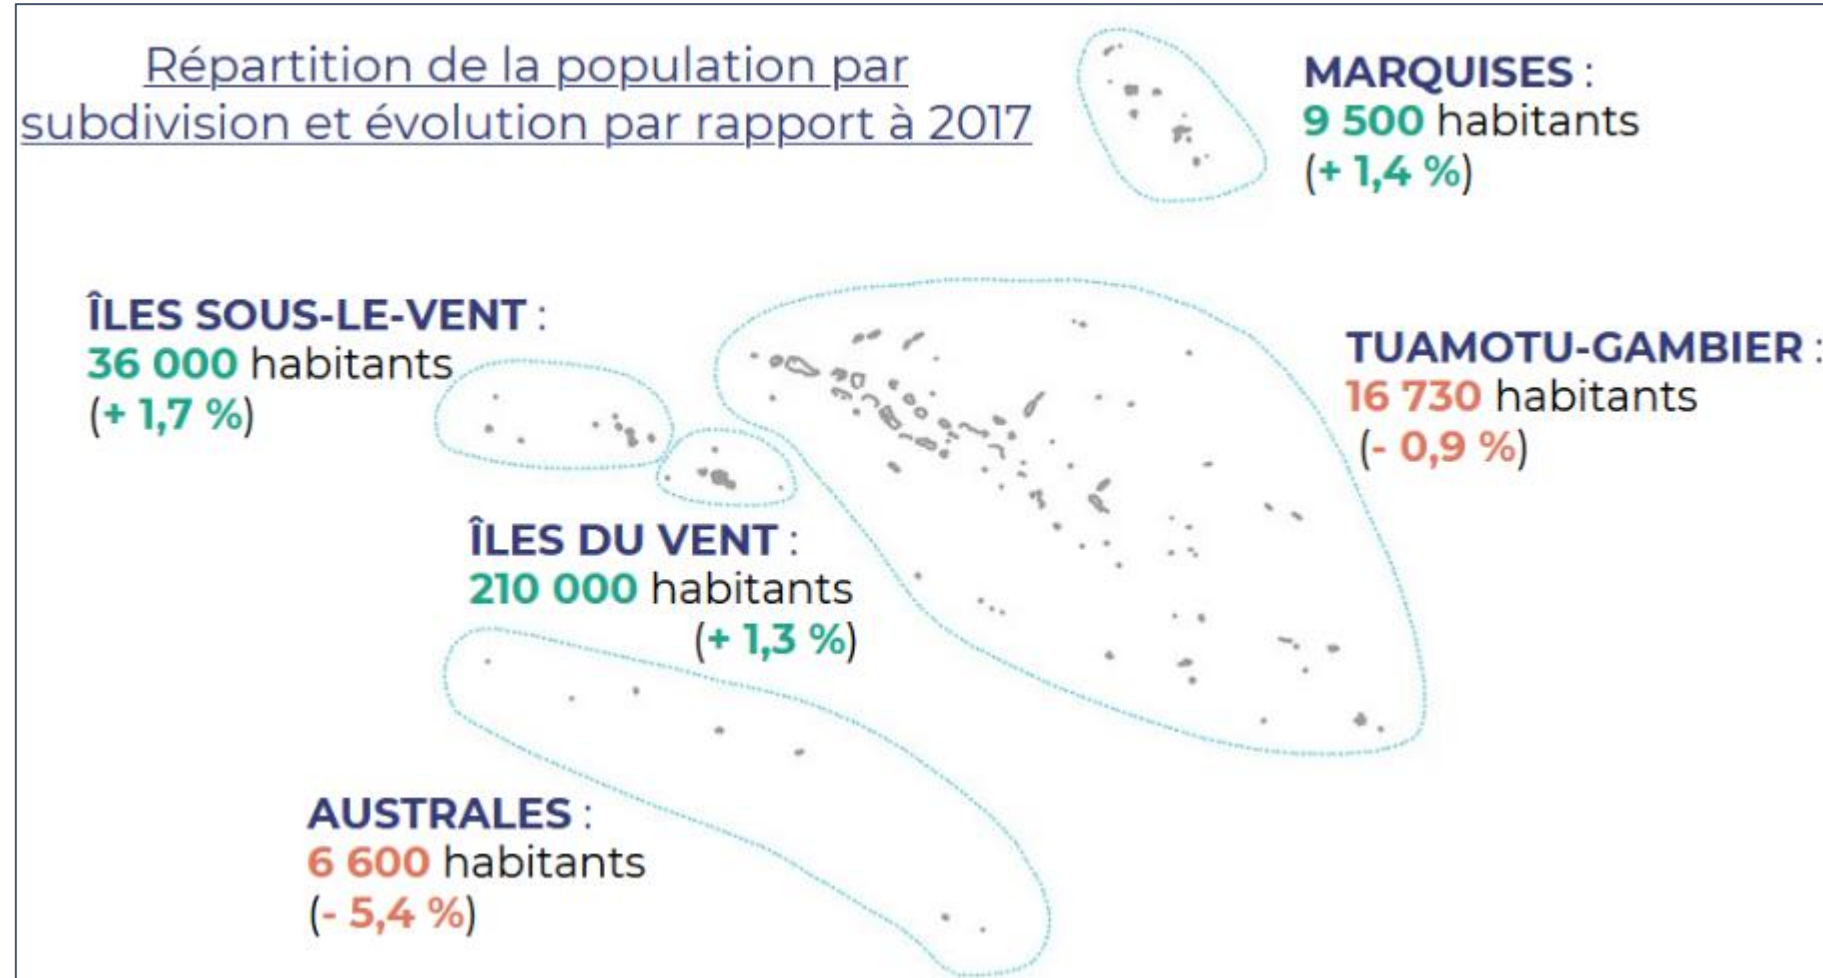 Répartition de la population par
subdivision et évolution par rapport à 2017
MARQUISES :
9 500 habitants
(+ 1,4 %)
ÎLES SOUS-LE-VENT :
36 000 habitants
(+ 1,7 %)
TUAMOTU-GAMBIER :
16 730 habitants
(- 0,9 %)
ÎLES DU VENT :
210 000 habitants
(+ 1,3 %)
AUSTRALES :
6 600 habitants
(- 5,4 %)